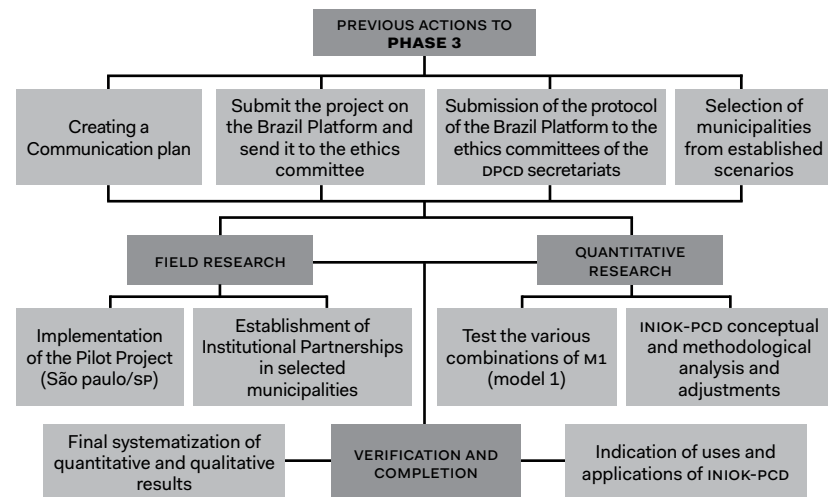 PREVIOUS ACTIONS TO
PHASE 3
Creating a
Communication plan
Submit the project on
the Brazil Platform and
send it to the ethics
committee
Submission of the protocol
of the Brazil Platform to the
ethics committees of the
DPCD secretariats
Selection of
municipalities
from established
scenarios
FIELD RESEARCH
QUANTITATIVE
RESEARCH
Implementation
of the Pilot Project
(São paulo/SP)
Establishment of
Institutional Partnerships
in selected
municipalities
Test the various
combinations of M1
(model 1)
INIOK-PCD conceptual
and methodological
analysis and
adjustments
Final systematization of
quantitative and qualitative
results
VERIFICATION AND
COMPLETION
Indication of uses and
applications of INIOK-PCD